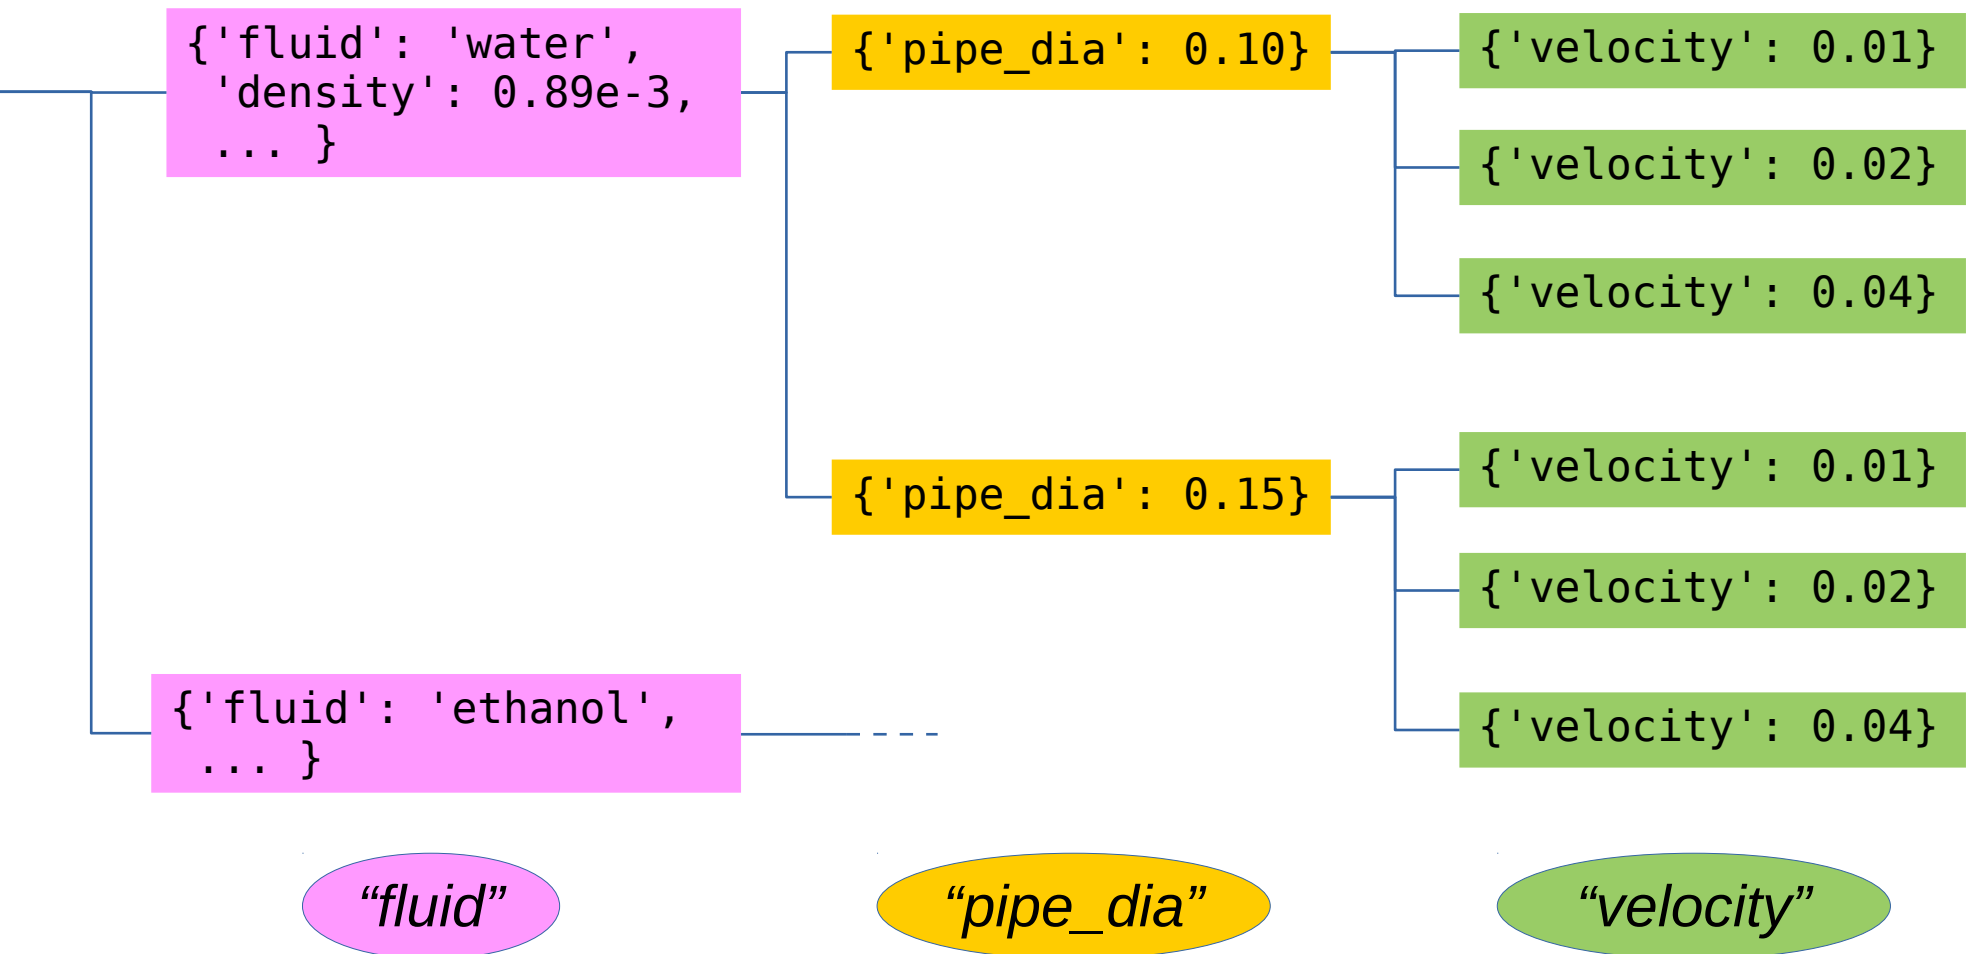 {'fluid': 'water',
'density': 0.89e-3,
... }
{'pipe_dia': 0.10}
{'velocity': 0.01}
{'velocity': 0.02}
{'velocity': 0.04}
{'pipe_dia': 0.15}
{'velocity': 0.01}
{'velocity': 0.02}
{'velocity': 0.04}
{'fluid': 'ethanol',
... }
“fluid”
“pipe_dia”
“velocity”